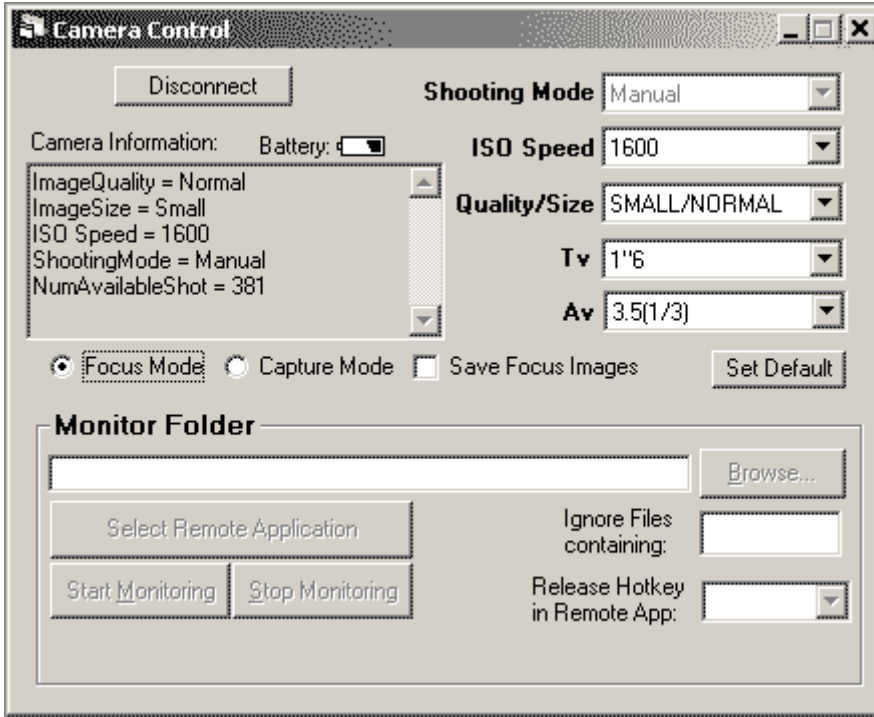 Camera Control
Disconnect
Shooting Mode Manual
Camera Information: Battery:
ISO Speed 1600
ImageQuality = Normal
ImageSize = Small
ISO Speed = 1600
ShootingMode = Manual
NumAvailableShot = 381
Quality/Size SMALL/NORMAL
Tv 1"6
Av 3.5(1/3)
Focus Mode Capture Mode Save Focus Images Set Default
Monitor Folder
Browse...
Select Remote Application
Ignore Files
containing:
Start Monitoring Stop Monitoring
Release Hotkey
in Remote App: